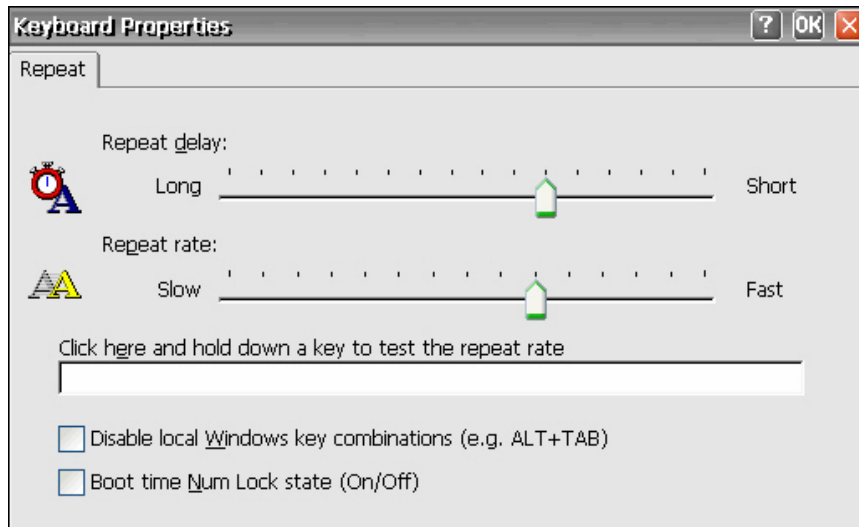 Keyboard Properties ? OK
Repeat
Repeat delay:
Long Short
Repeat rate:
Slow Fast
Click here and hold down a key to test the repeat rate
Disable local Windows key combinations (e.g. ALT+TAB)
Boot time Num Lock state (On/Off)